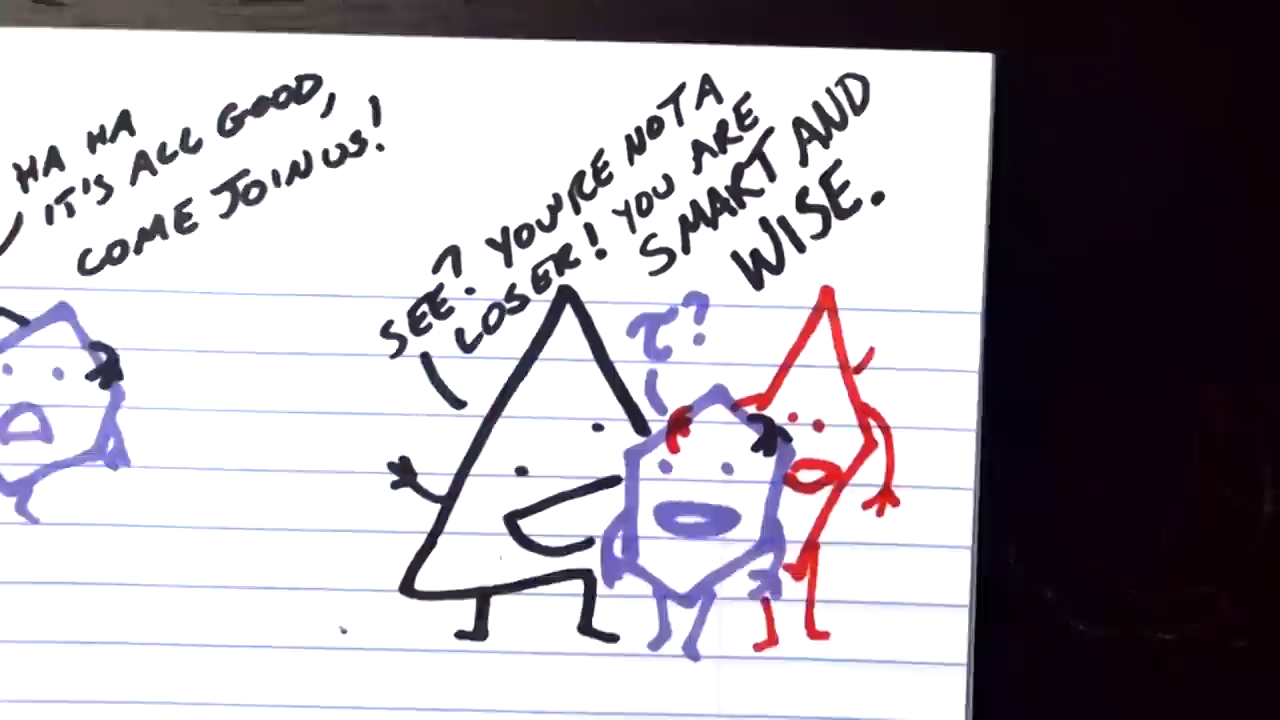 HA HA
IT'S ALL GOOD,
COME JOIN US!
SEE? YOU'RE NOT A
LOSER! YOU ARE
SMART AND
WISE.
τ?